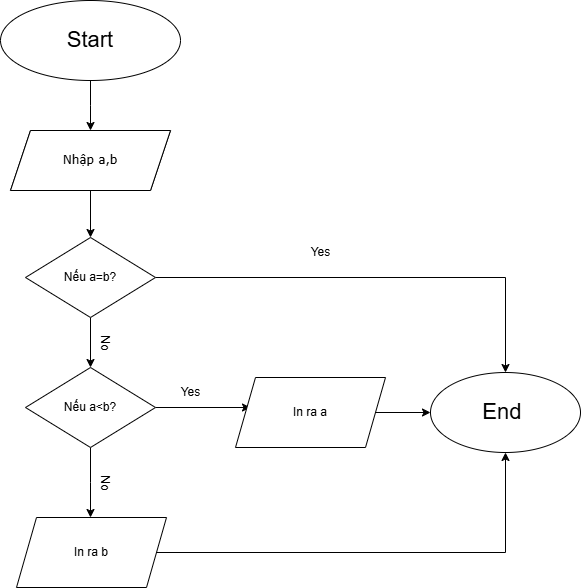 Start
Nhập a,b
Nếu a=b?
Yes
No
Nếu a<b?
Yes
In ra a
End
No
In ra b